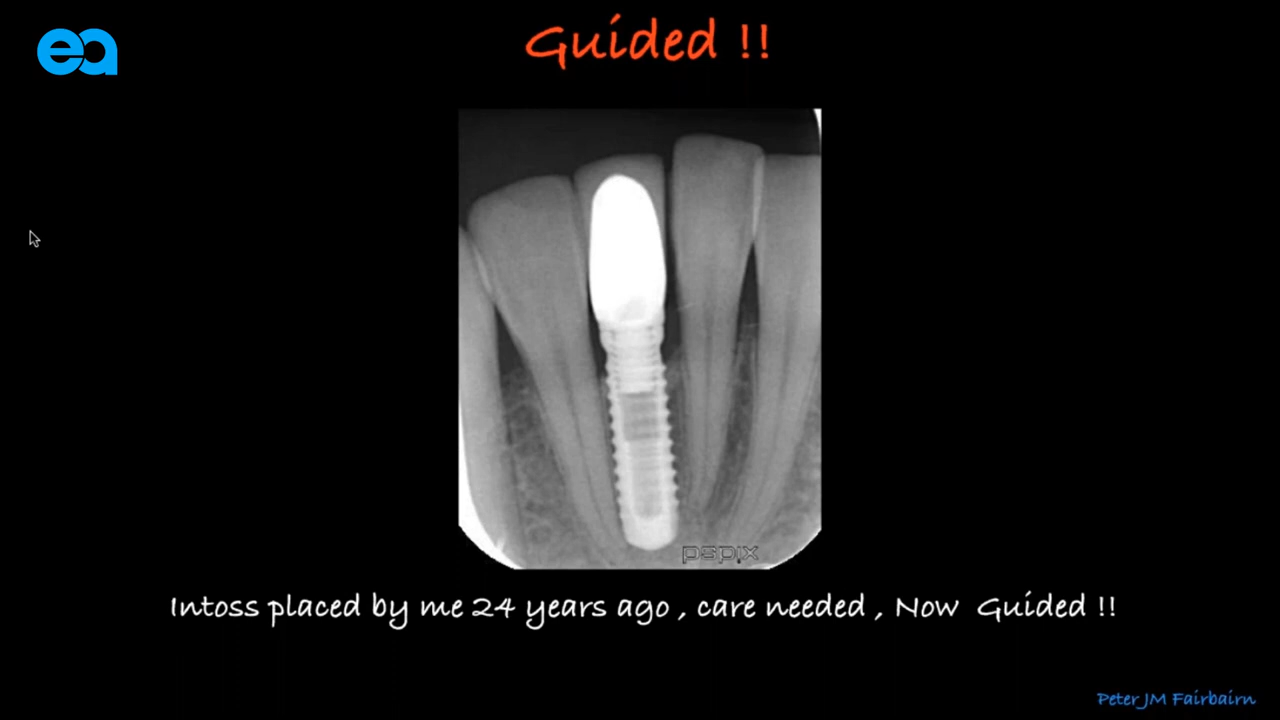 ea
Guided !!
pspix
Intoss placed by me 24 years ago , care needed , Now Guided !!
Peter JM Fairbairn